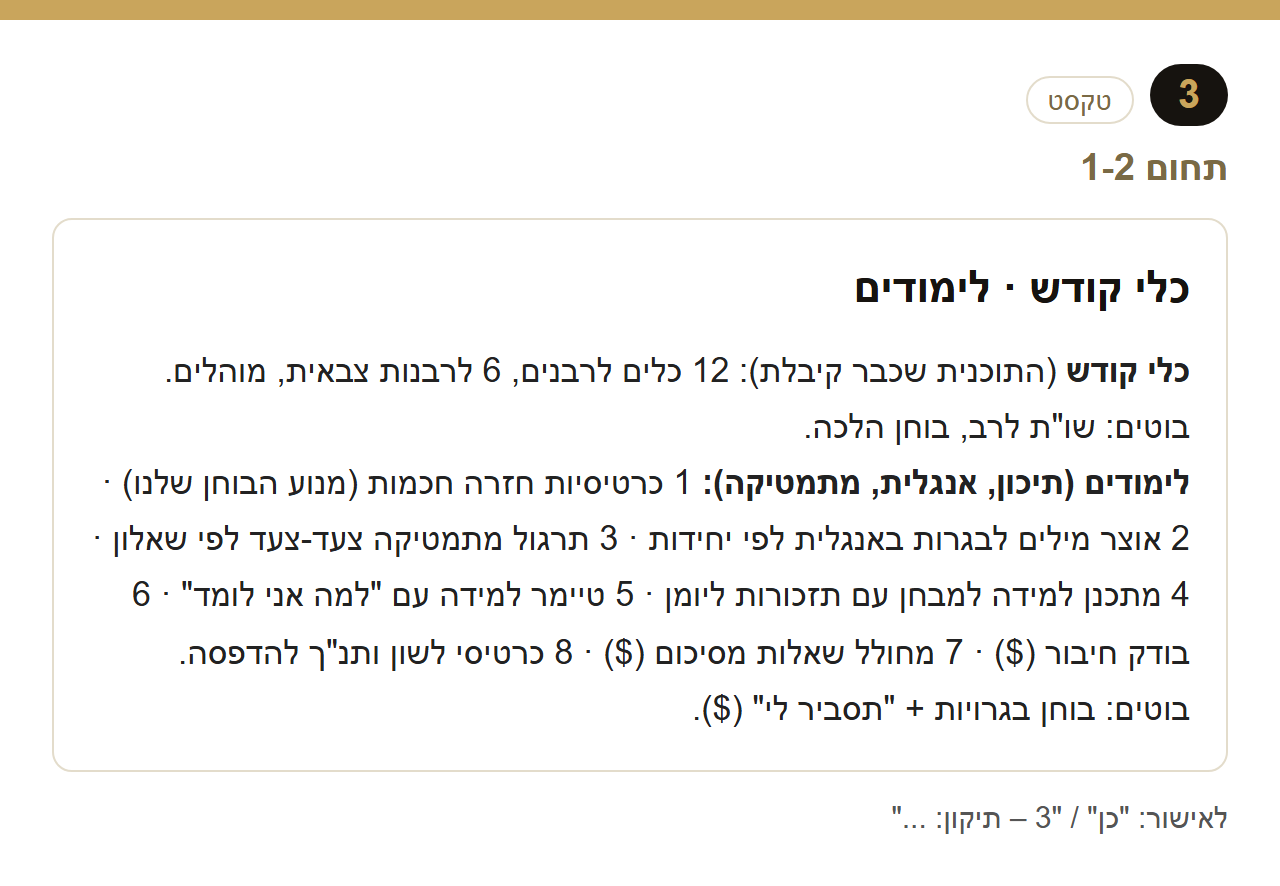 3
טקסט
תחום 1-2
כלי קודש · לימודים
כלי קודש (התוכנית שכבר קיבלת): 12 כלים לרבנים, 6 לרבנות צבאית, מוהלים.
בוטים: שו"ת לרב, בוחן הלכה.
לימודים (תיכון, אנגלית, מתמטיקה): 1 כרטיסיות חזרה חכמות (מנוע הבוחן שלנו) ·
2 אוצר מילים לבגרות באנגלית לפי יחידות · 3 תרגול מתמטיקה צעד-צעד לפי שאלון ·
4 מתכנן למידה למבחן עם תזכורות ליומן · 5 טיימר למידה עם "למה אני לומד" · 6
בודק חיבור ($) · 7 מחולל שאלות מסיכום ($) · 8 כרטיסי לשון ותנ"ך להדפסה.
בוטים: בוחן בגרויות + "תסביר לי" ($).
לאישור: "כן" / "3 – תיקון: ..."